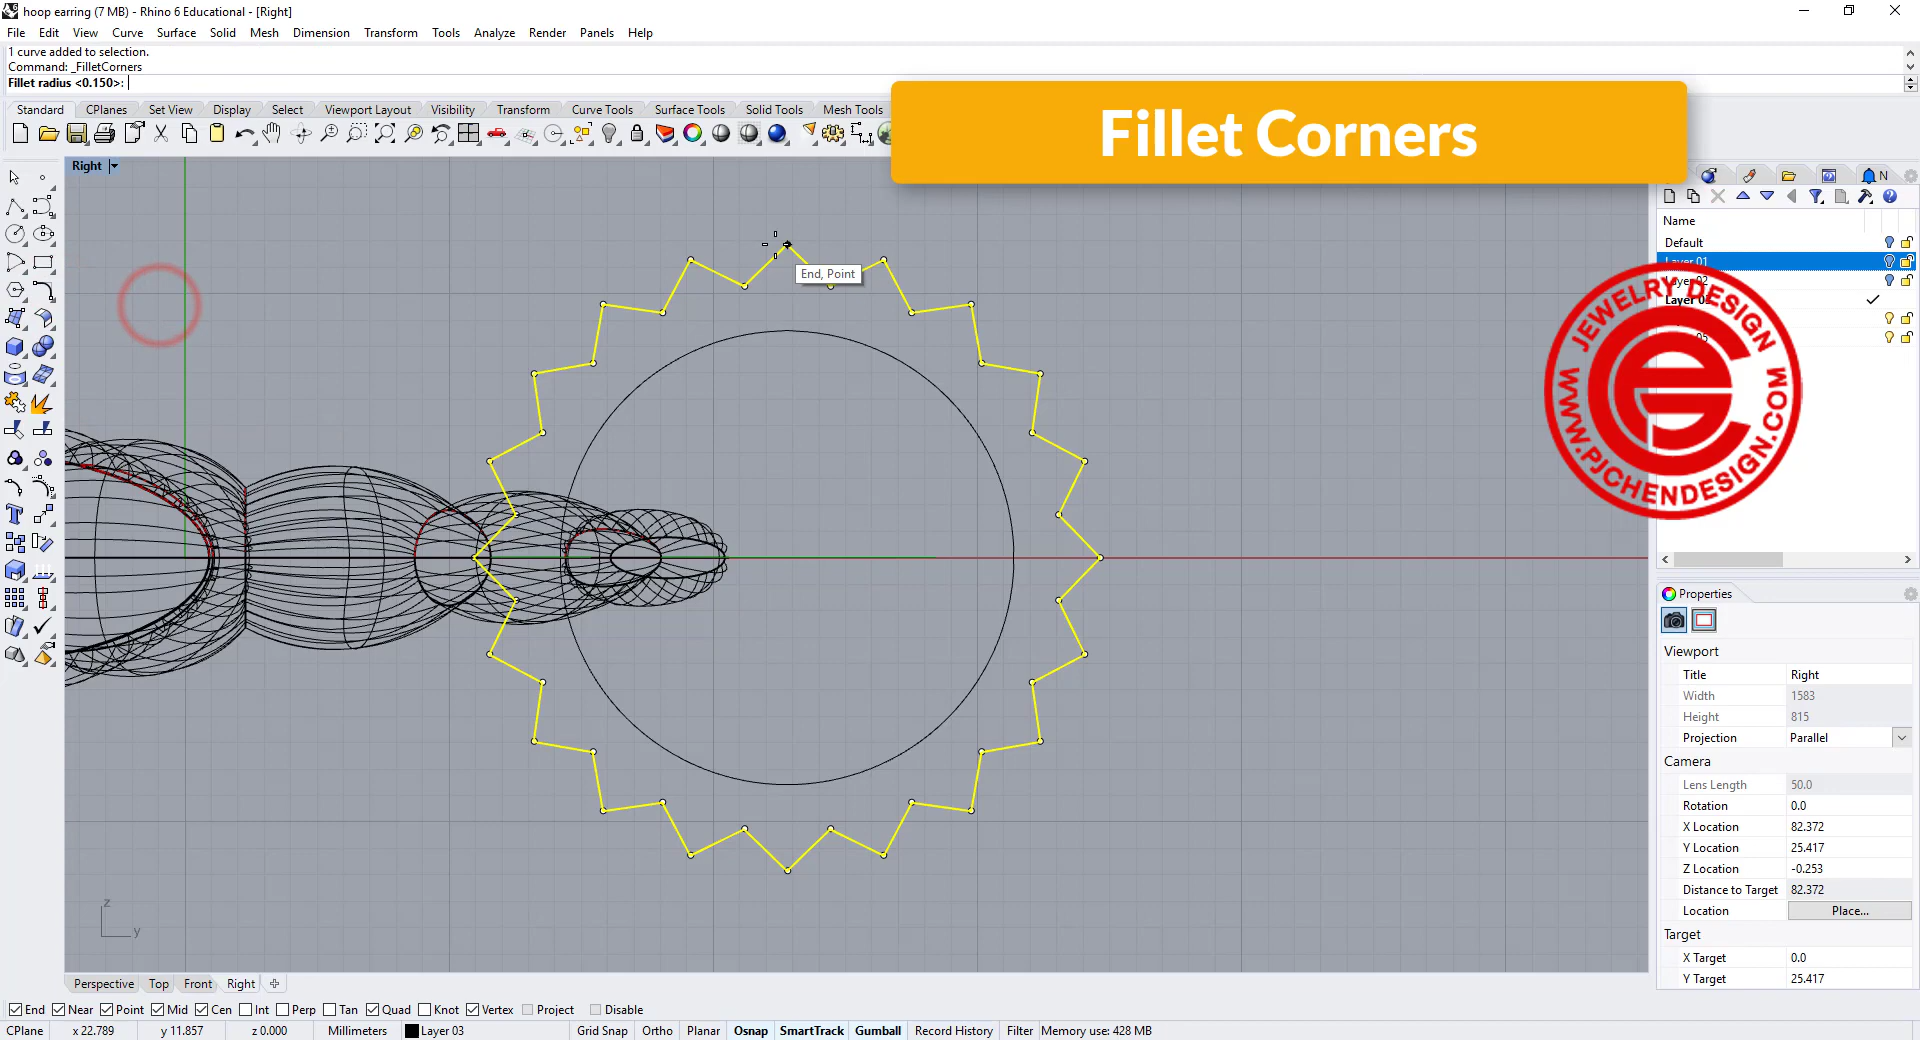 hoop earring (7 MB) - Rhino 6 Educational - [Right]
File Edit View Curve Surface Solid Mesh Dimension Transform Tools Analyze Render Panels Help
1 curve added to selection.
Command: _FilletCorners
Fillet radius <0.150>:
Standard CPlanes Set View Display Select Viewport Layout Visibility Transform Curve Tools Surface Tools Solid Tools Mesh Tools
Fillet Corners
Right
N
Name
Default
Layer 01
Layer 02
End, Point
JEWELRY DESIGN
WWW.PJCHENDESIGN.COM
Properties
Viewport
Title Right
Width 1583
Height 815
Projection Parallel
Camera
Lens Length 50.0
Rotation 0.0
X Location 82.372
Y Location 25.417
Z Location -0.253
Distance to Target 82.372
Location Place...
Target
X Target 0.0
Y Target 25.417
z
y
Perspective Top Front Right
End Near Point Mid Cen Int Perp Tan Quad Knot Vertex Project Disable
CPlane x 22.789 y 11.857 z 0.000 Millimeters Layer 03 Grid Snap Ortho Planar Osnap SmartTrack Gumball Record History Filter Memory use: 428 MB